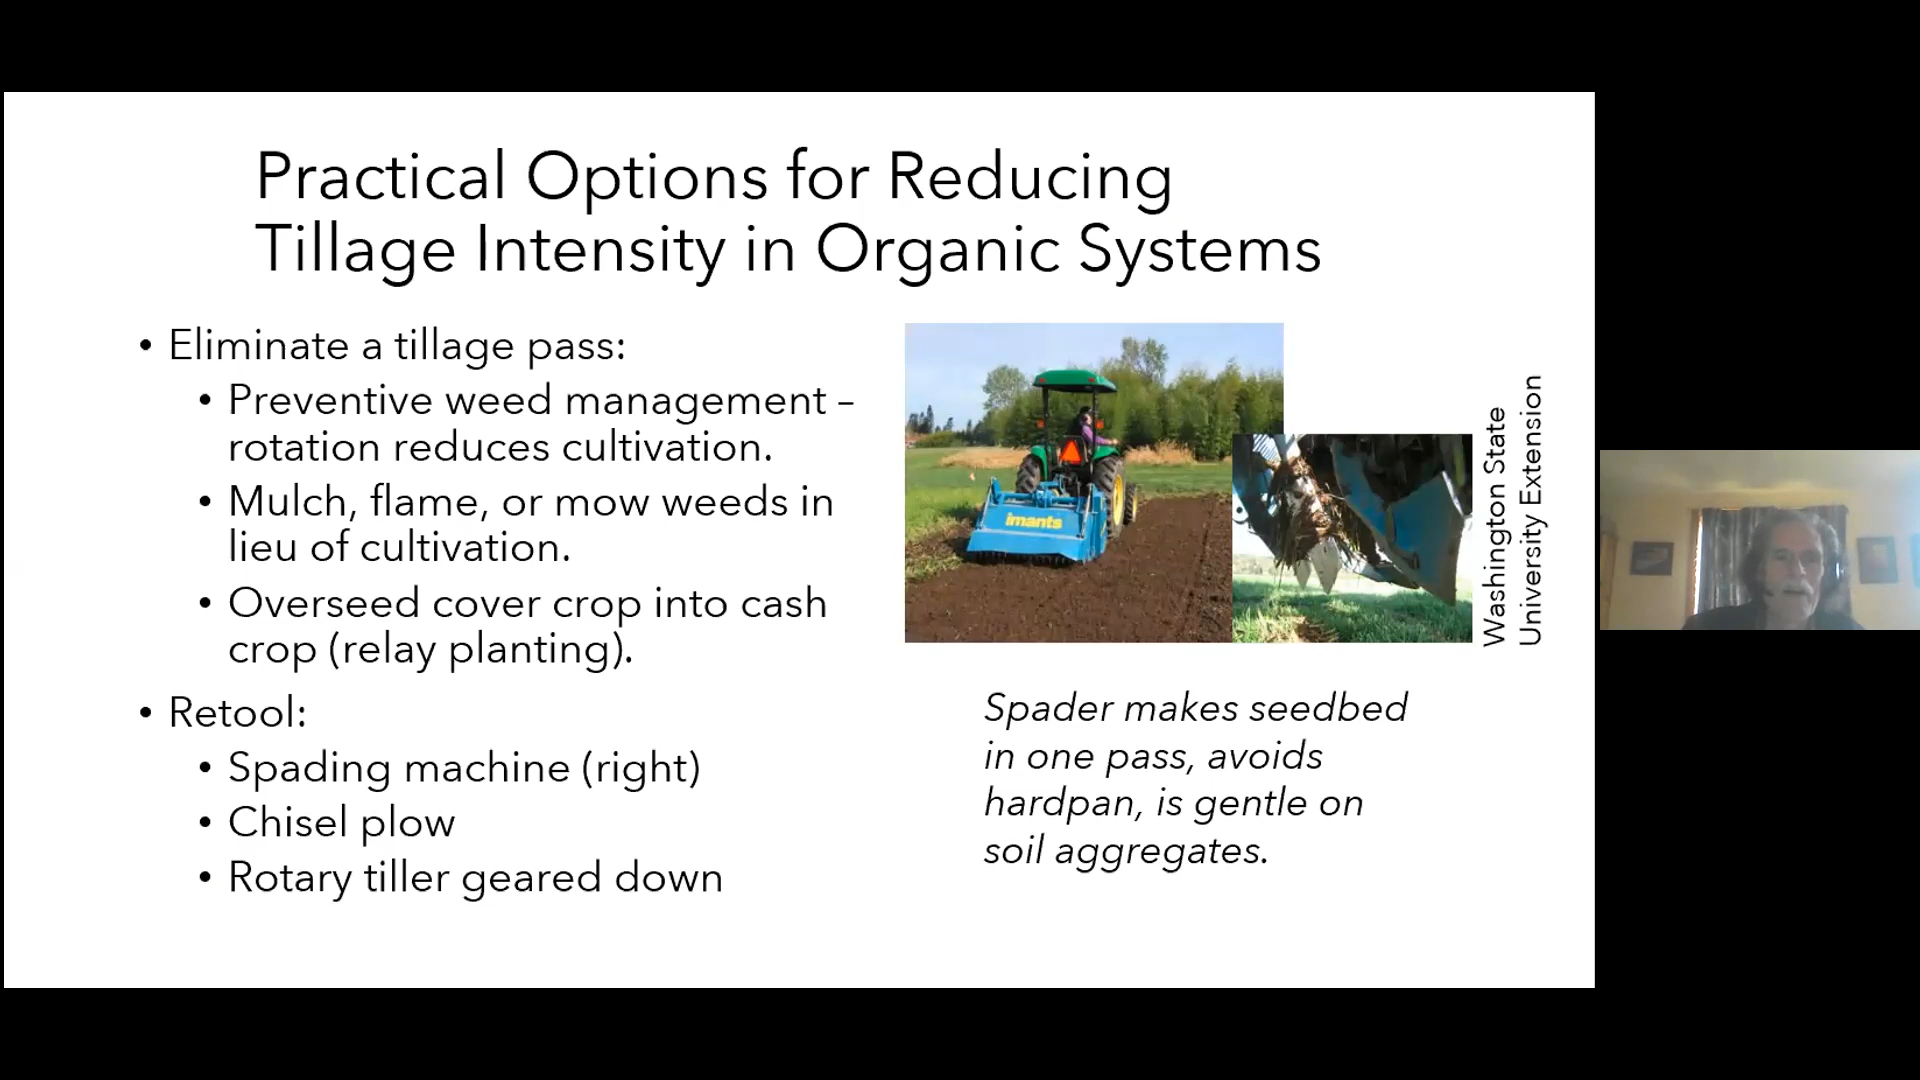 Practical Options for Reducing
Tillage Intensity in Organic Systems
• Eliminate a tillage pass:
• Preventive weed management –
rotation reduces cultivation.
• Mulch, flame, or mow weeds in
lieu of cultivation.
• Overseed cover crop into cash
crop (relay planting).
• Retool:
• Spading machine (right)
• Chisel plow
• Rotary tiller geared down
imants
Washington State
University Extension
Spader makes seedbed
in one pass, avoids
hardpan, is gentle on
soil aggregates.